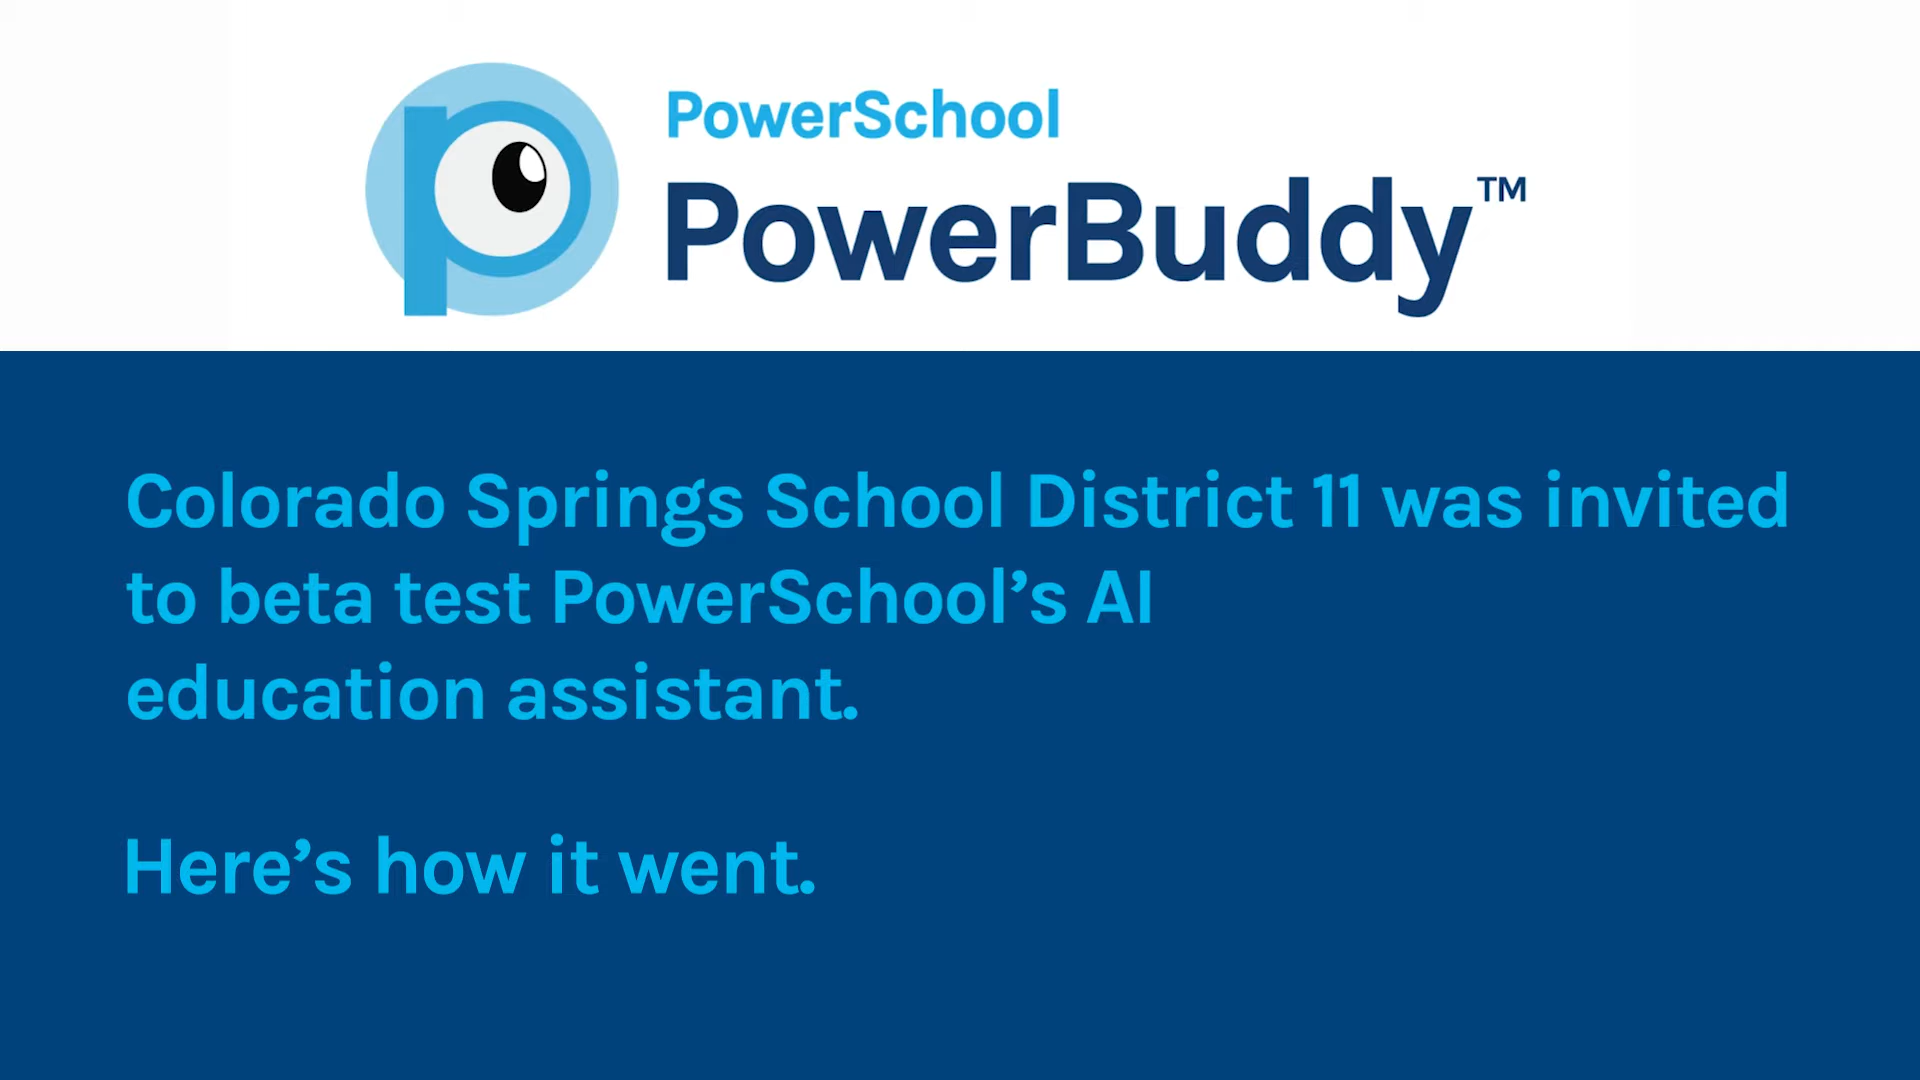 PowerSchool
PowerBuddy™
Colorado Springs School District 11 was invited
to beta test PowerSchool’s AI
education assistant.
Here’s how it went.